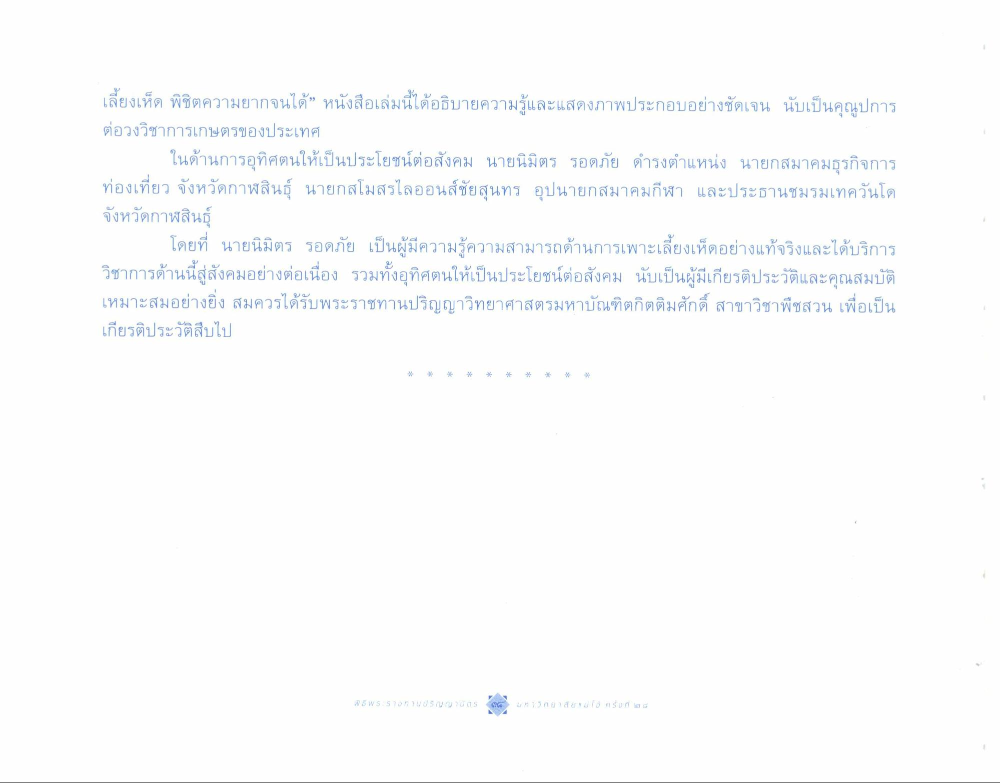 เลี้ยงเห็ด พิชิตความยากจนได้” หนังสือเล่มนี้ได้อธิบายความรู้และแสดงภาพประกอบอย่างชัดเจน นับเป็นคุณูปการ
ต่อวงวิชาการเกษตรของประเทศ
ในด้านการอุทิศตนให้เป็นประโยชน์ต่อสังคม นายนิมิตร รอดภัย ดำรงตำแหน่ง นายกสมาคมธุรกิจการ
ท่องเที่ยว จังหวัดกาฬสินธุ์ นายกสโมสรไลออนส์ชัยสุนทร อุปนายกสมาคมกีฬา และประธานชมรมเทควันโด
จังหวัดกาฬสินธุ์
โดยที่ นายนิมิตร รอดภัย เป็นผู้มีความรู้ความสามารถด้านการเพาะเลี้ยงเห็ดอย่างแท้จริงและได้บริการ
วิชาการด้านนี้สู่สังคมอย่างต่อเนื่อง รวมทั้งอุทิศตนให้เป็นประโยชน์ต่อสังคม นับเป็นผู้มีเกียรติประวัติและคุณสมบัติ
เหมาะสมอย่างยิ่ง สมควรได้รับพระราชทานปริญญาวิทยาศาสตรมหาบัณฑิตกิตติมศักดิ์ สาขาวิชาพืชสวน เพื่อเป็น
เกียรติประวัติสืบไป
* * * * * * * * * *
พิธีพระราชทานปริญญาบัตร ๓๘ มหาวิทยาลัยแม่โจ้ ครั้งที่ ๒๘